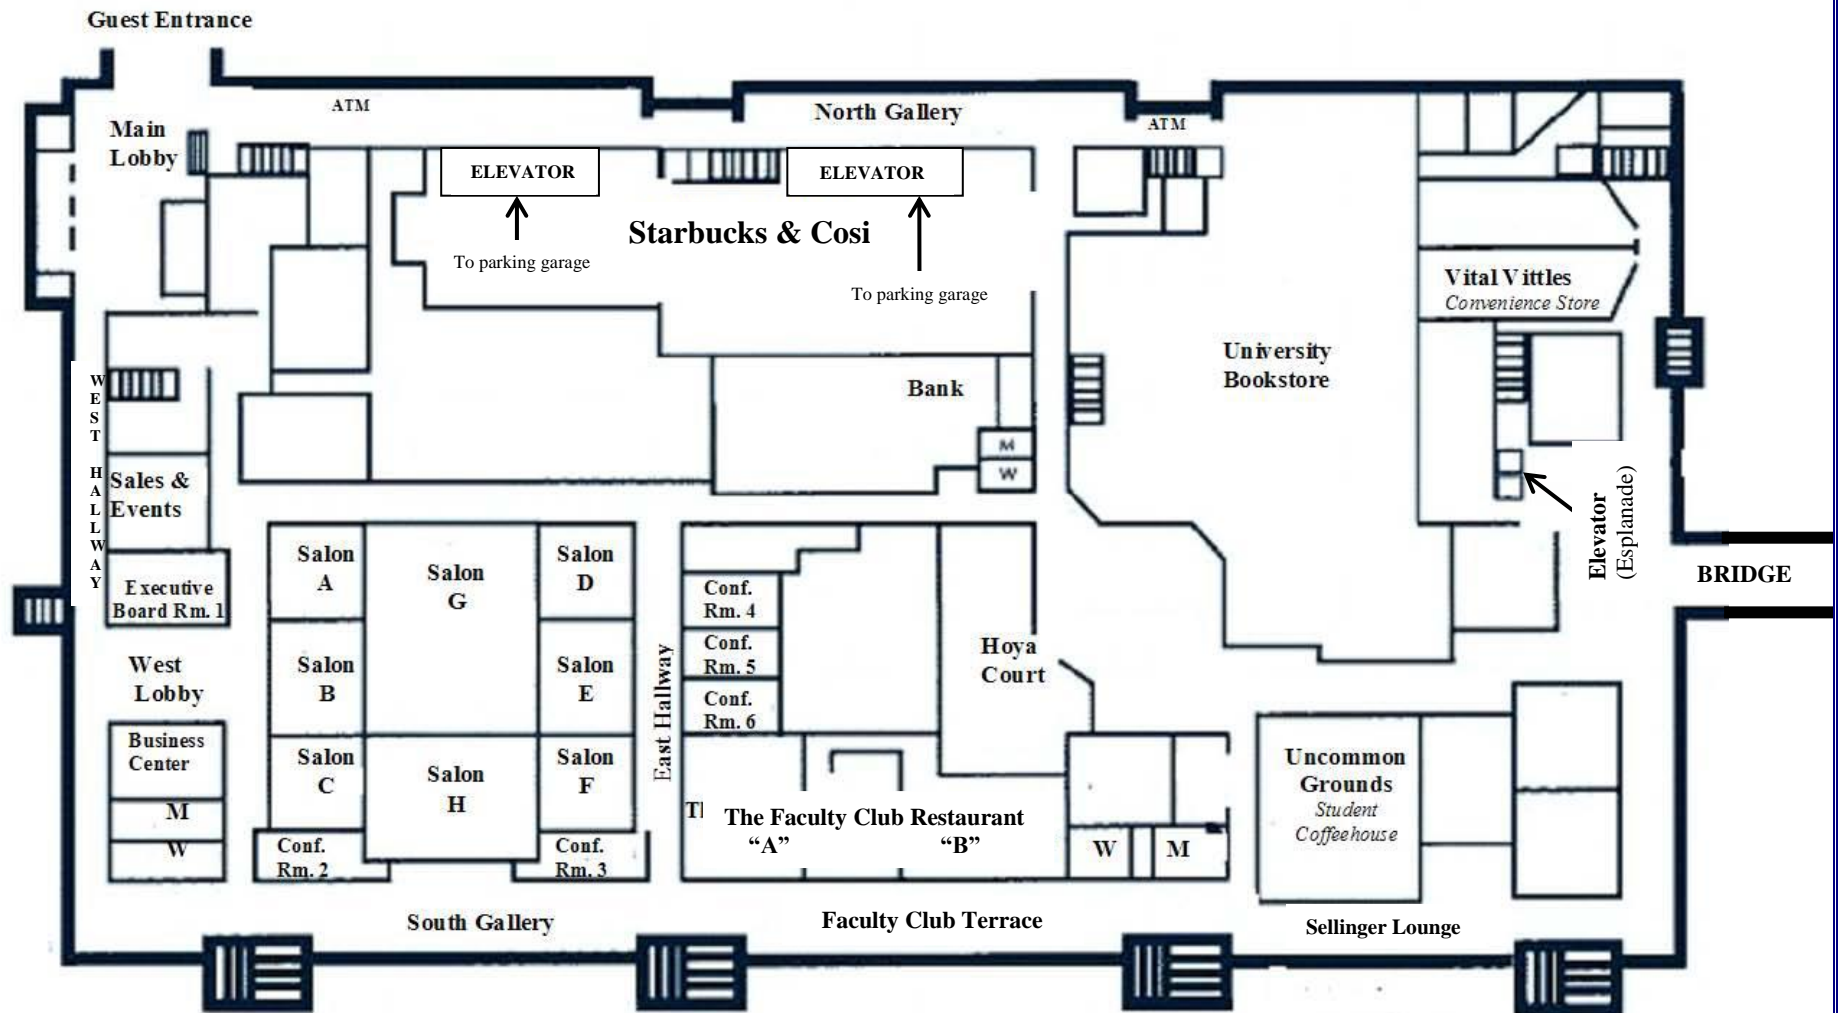 Guest Entrance
ATM
North Gallery
ATM
Main
Lobby
ELEVATOR
ELEVATOR
Starbucks & Cosi
To parking garage
To parking garage
Vital Vittles
Convenience Store
University
Bookstore
Bank
M
W
WEST HALLWAY
Sales &
Events
Executive
Board Rm. 1
West
Lobby
Business
Center
M
W
Salon
A
Salon
B
Salon
C
Salon
G
Salon
H
Salon
D
Salon
E
Salon
F
Conf.
Rm. 2
Conf.
Rm. 3
East Hallway
Conf.
Rm. 4
Conf.
Rm. 5
Conf.
Rm. 6
Hoya
Court
Elevator
(Esplanade)
BRIDGE
The Faculty Club Restaurant
“A” “B”
W
M
Uncommon
Grounds
Student
Coffeehouse
South Gallery
Faculty Club Terrace
Sellinger Lounge